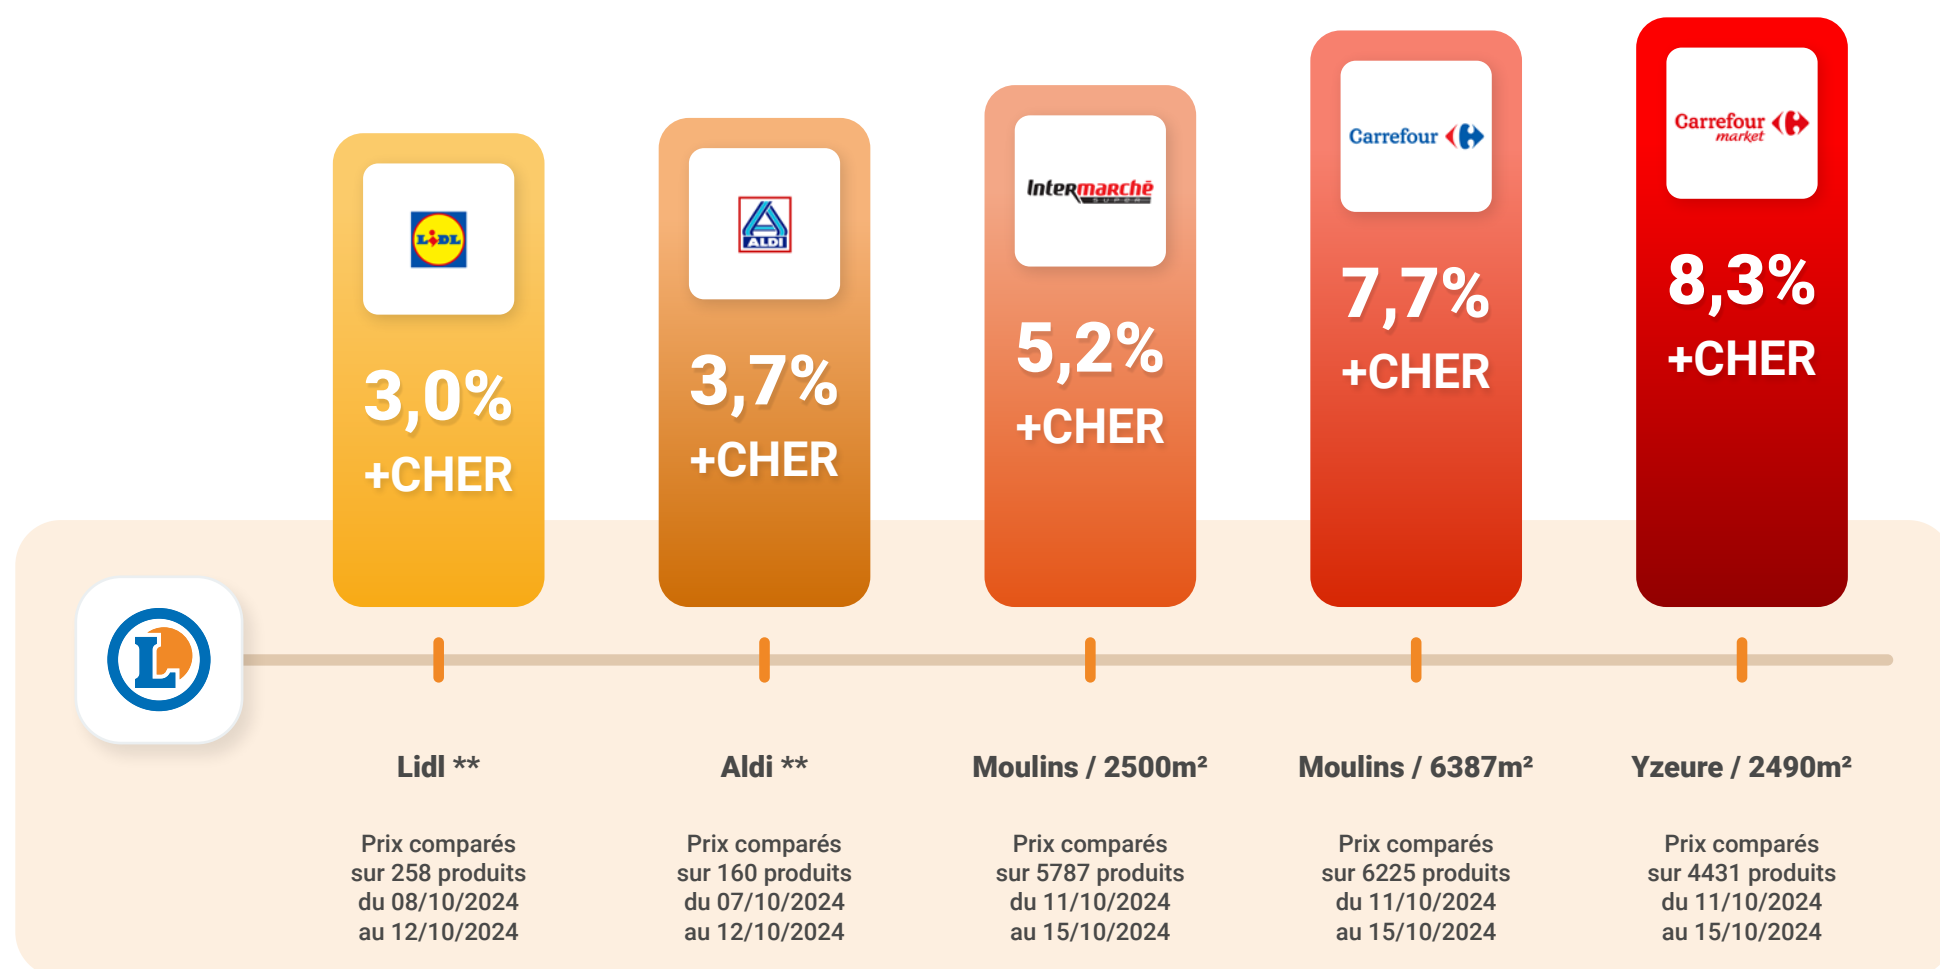 LIDL
3,0%
+CHER
ALDI
3,7%
+CHER
Intermarchē
SUPER
5,2%
+CHER
Carrefour
7,7%
+CHER
Carrefour
market
8,3%
+CHER
L
Lidl **
Prix comparés
sur 258 produits
du 08/10/2024
au 12/10/2024
Aldi **
Prix comparés
sur 160 produits
du 07/10/2024
au 12/10/2024
Moulins / 2500m²
Prix comparés
sur 5787 produits
du 11/10/2024
au 15/10/2024
Moulins / 6387m²
Prix comparés
sur 6225 produits
du 11/10/2024
au 15/10/2024
Yzeure / 2490m²
Prix comparés
sur 4431 produits
du 11/10/2024
au 15/10/2024